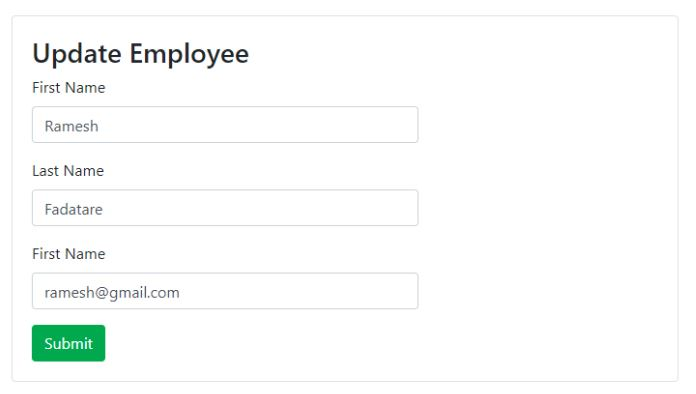 Update Employee
First Name
Ramesh
Last Name
Fadatare
First Name
ramesh@gmail.com
Submit